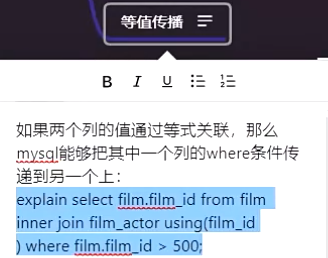 等值传播
B I U
如果两个列的值通过等式关联，那么
mysql能够把其中一个列的where条件传
递到另一个上：
explain select film.film_id from film
inner join film_actor using(film_id
) where film.film_id > 500;